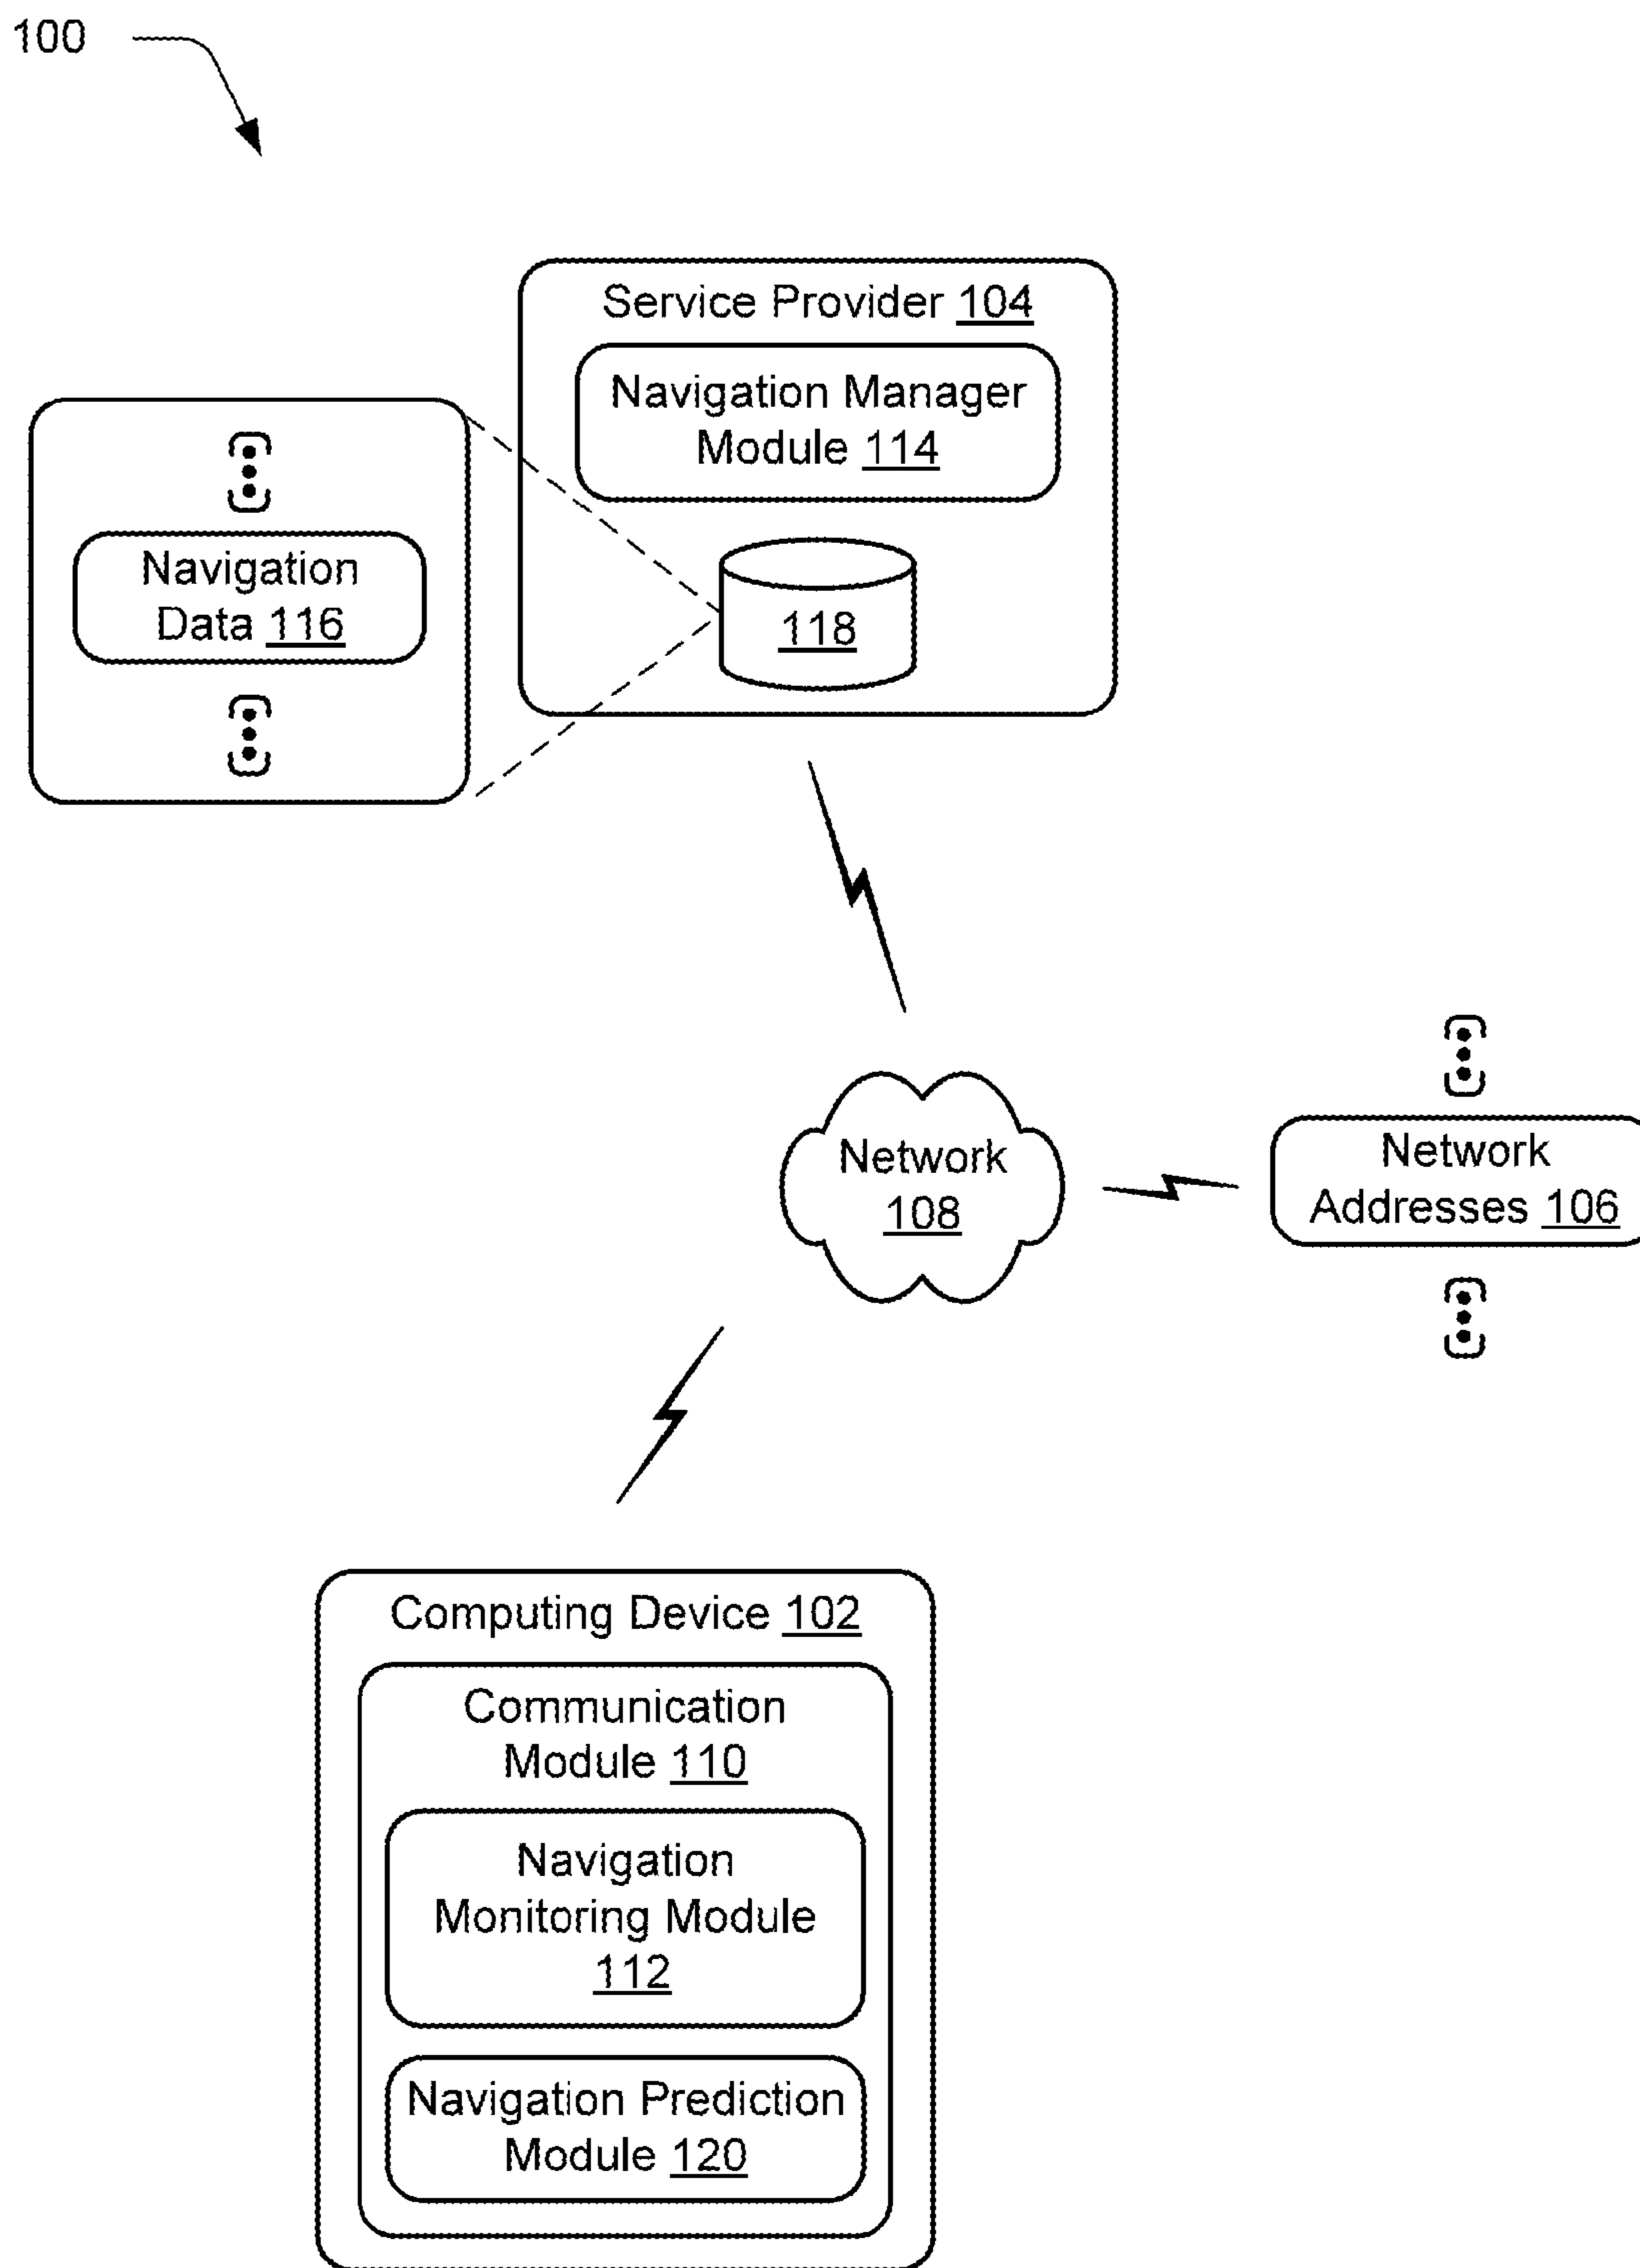 100
Service Provider 104
Navigation Manager
Module 114
Navigation
Data 116
118
Network
108
Network
Addresses 106
Computing Device 102
Communication
Module 110
Navigation
Monitoring Module
112
Navigation Prediction
Module 120